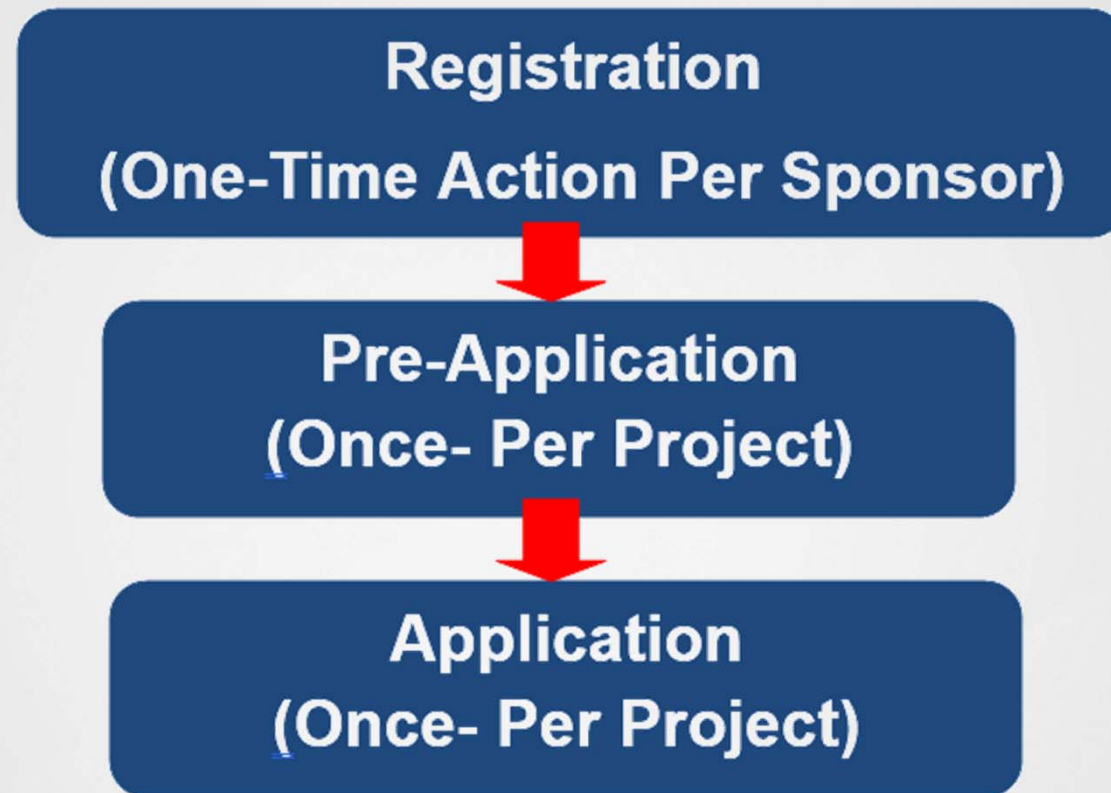 Registration
(One-Time Action Per Sponsor)
Pre-Application
(Once- Per Project)
Application
(Once- Per Project)